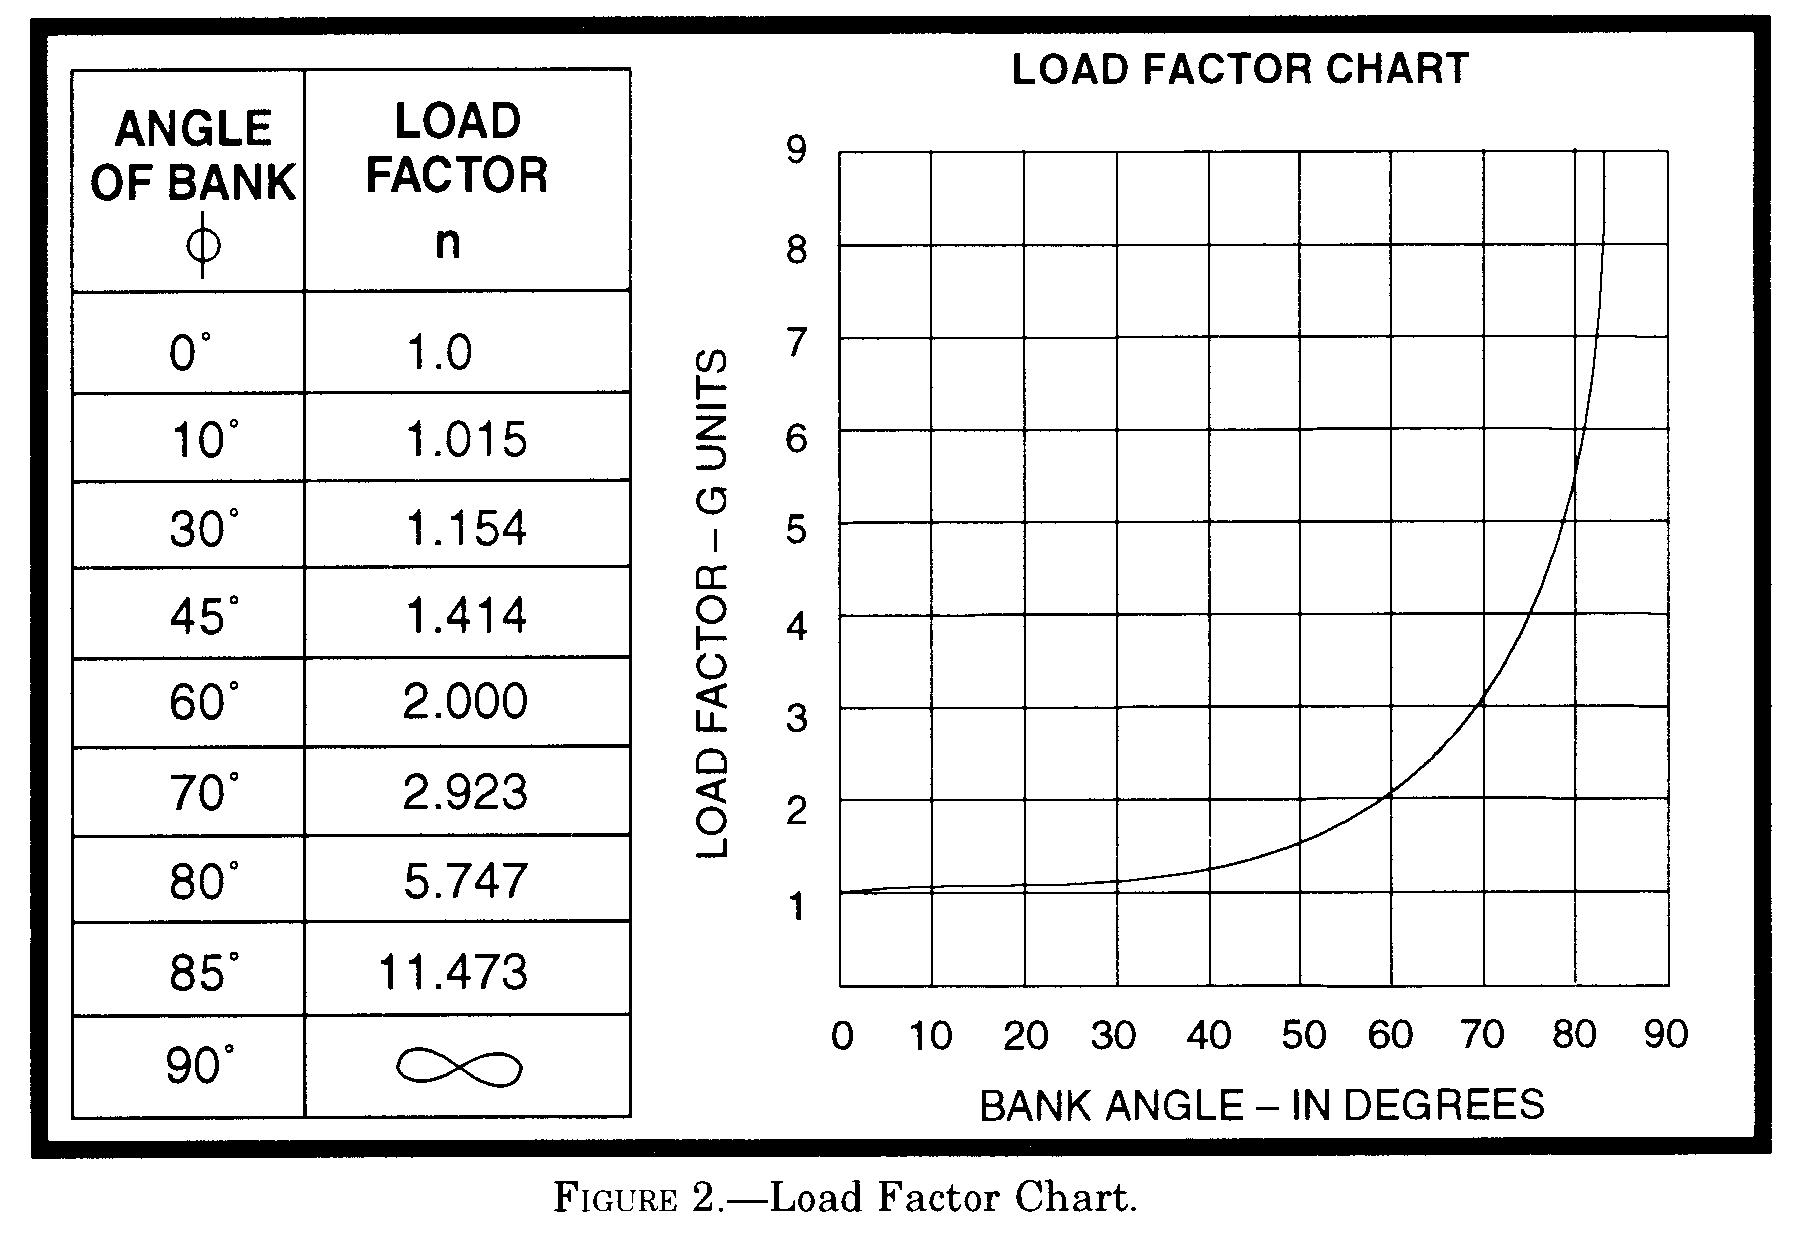 ANGLE
OF BANK
ϕ
LOAD
FACTOR
n
0° 1.0
10° 1.015
30° 1.154
45° 1.414
60° 2.000
70° 2.923
80° 5.747
85° 11.473
90° ∞
LOAD FACTOR CHART
LOAD FACTOR – G UNITS
9
8
7
6
5
4
3
2
1
0 10 20 30 40 50 60 70 80 90
BANK ANGLE – IN DEGREES
FIGURE 2.—Load Factor Chart.